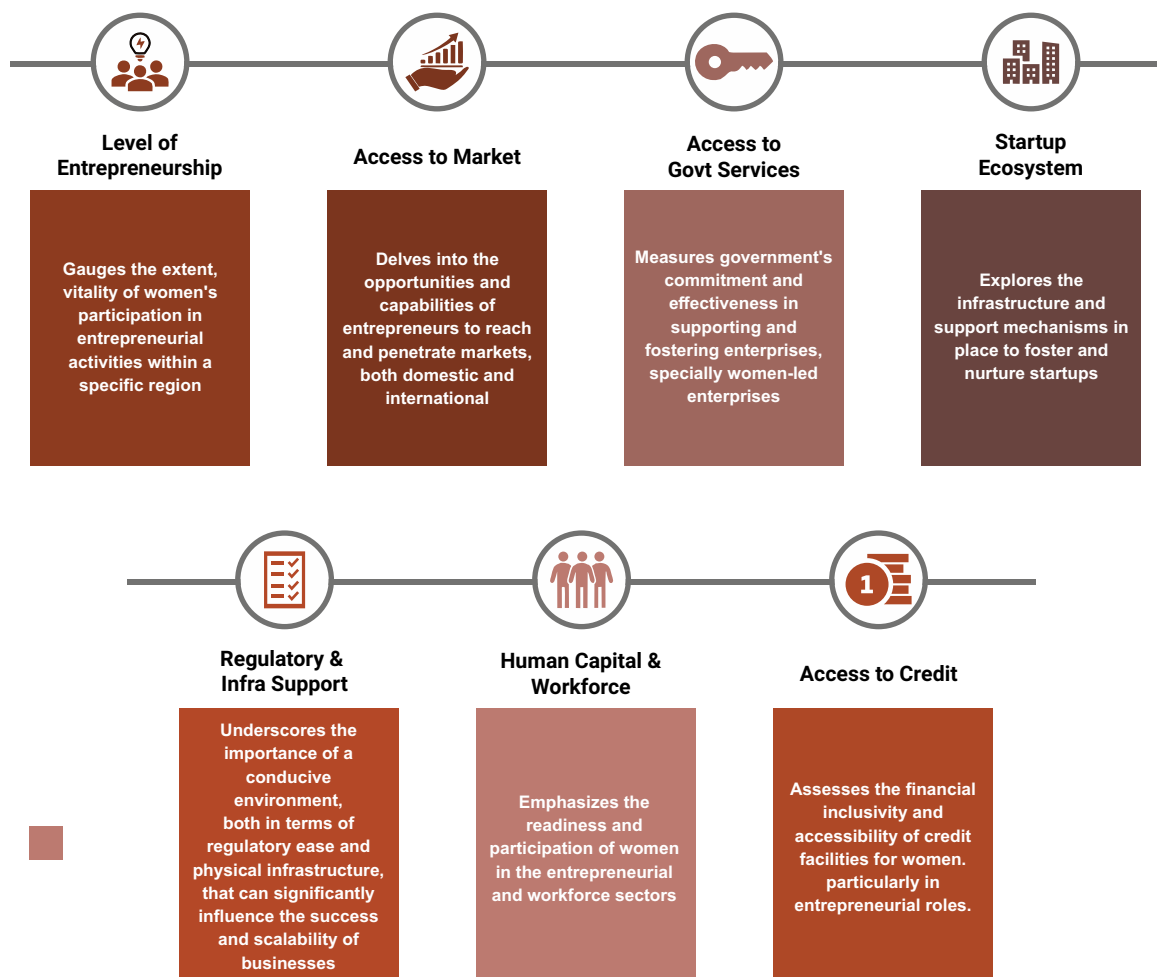 Level of
Entrepreneurship
Gauges the extent,
vitality of women's
participation in
entrepreneurial
activities within a
specific region
Access to Market
Delves into the
opportunities and
capabilities of
entrepreneurs to reach
and penetrate markets,
both domestic and
international
Access to
Govt Services
Measures government's
commitment and
effectiveness in
supporting and
fostering enterprises,
specially women-led
enterprises
Startup
Ecosystem
Explores the
infrastructure and
support mechanisms in
place to foster and
nurture startups
Regulatory &
Infra Support
Underscores the
importance of a
conducive
environment,
both in terms of
regulatory ease and
physical infrastructure,
that can significantly
influence the success
and scalability of
businesses
Human Capital &
Workforce
Emphasizes the
readiness and
participation of women
in the entrepreneurial
and workforce sectors
1
Access to Credit
Assesses the financial
inclusivity and
accessibility of credit
facilities for women.
particularly in
entrepreneurial roles.